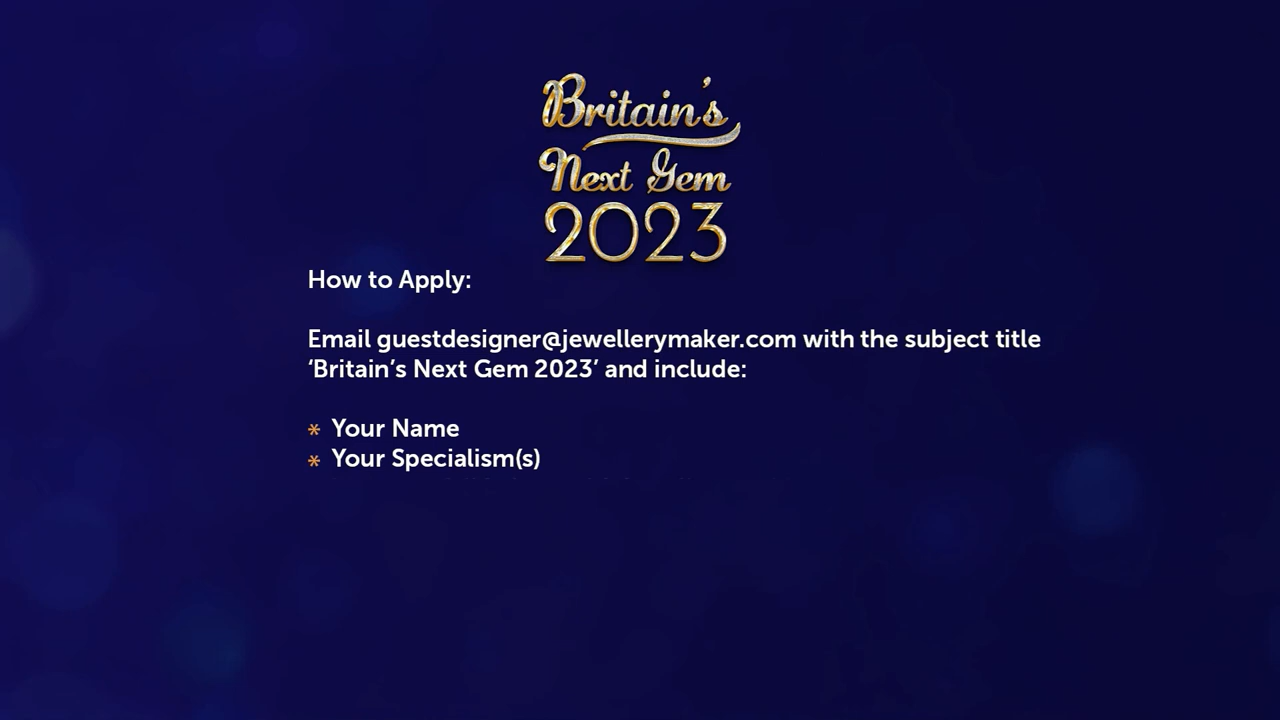 Britain's
Next Gem
2023
How to Apply:
Email guestdesigner@jewellerymaker.com with the subject title
‘Britain’s Next Gem 2023’ and include:
* Your Name
* Your Specialism(s)